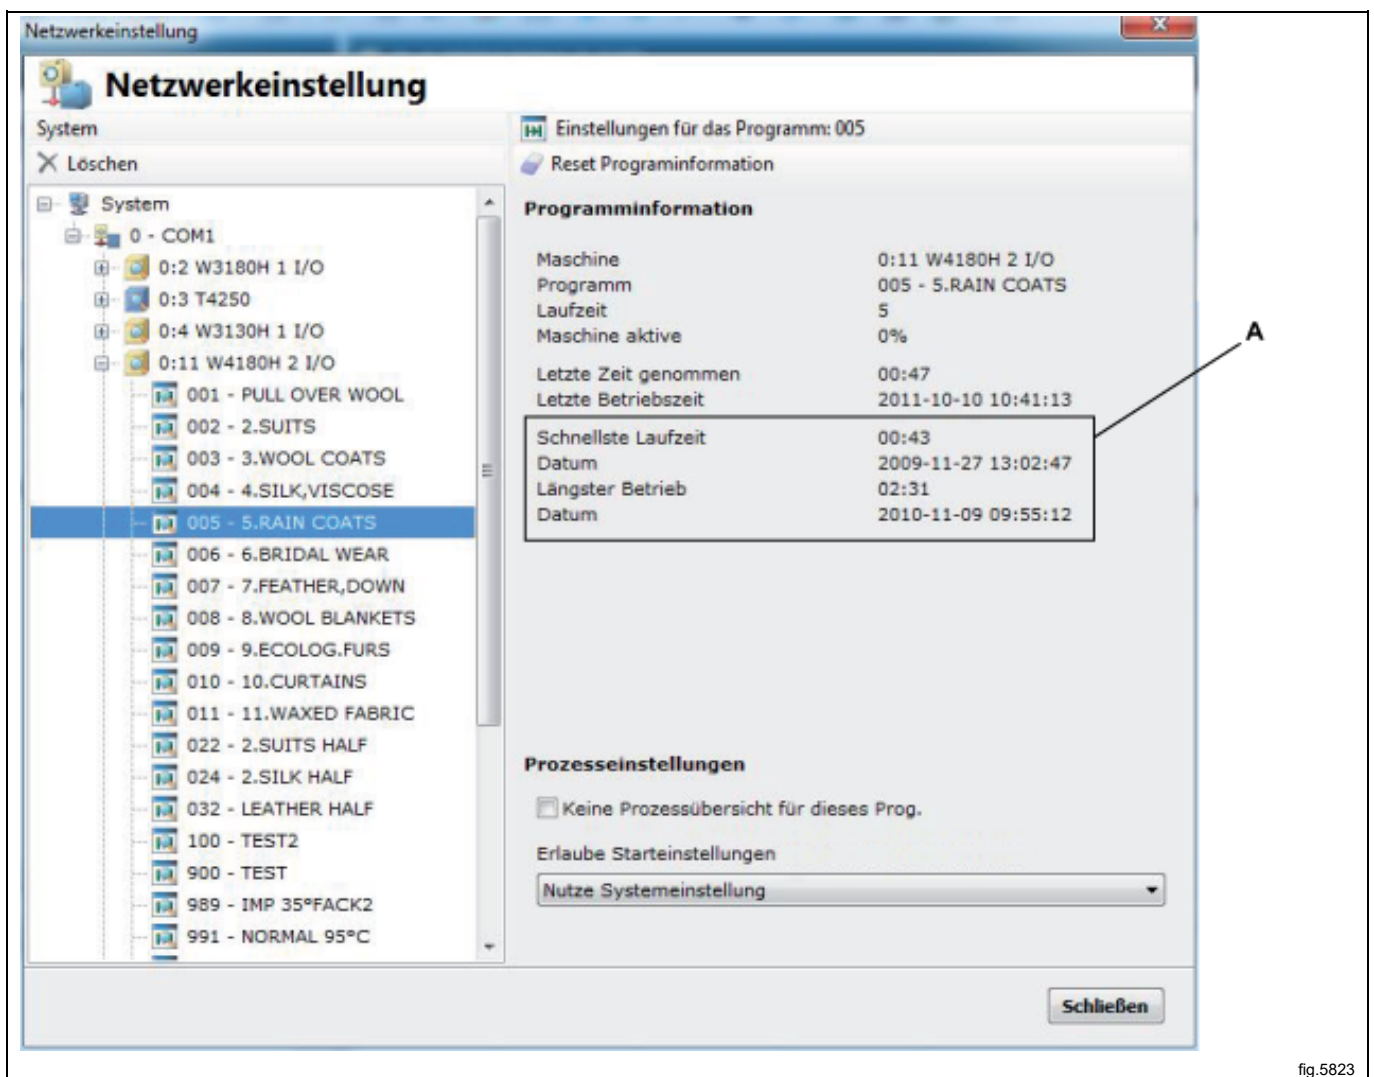 Netzwerkeinstellung
Netzwerkeinstellung
System
Löschen
System
0 - COM1
0:2 W3180H 1 I/O
0:3 T4250
0:4 W3130H 1 I/O
0:11 W4180H 2 I/O
001 - PULL OVER WOOL
002 - 2.SUITS
003 - 3.WOOL COATS
004 - 4.SILK,VISCOSE
005 - 5.RAIN COATS
006 - 6.BRIDAL WEAR
007 - 7.FEATHER,DOWN
008 - 8.WOOL BLANKETS
009 - 9.ECOLOG.FURS
010 - 10.CURTAINS
011 - 11.WAXED FABRIC
022 - 2.SUITS HALF
024 - 2.SILK HALF
032 - LEATHER HALF
100 - TEST2
900 - TEST
989 - IMP 35°FACK2
991 - NORMAL 95°C
Einstellungen für das Programm: 005
Reset Programinformation
Programminformation
Maschine 0:11 W4180H 2 I/O
Programm 005 - 5.RAIN COATS
Laufzeit 5
Maschine aktive 0%
Letzte Zeit genommen 00:47
Letzte Betriebszeit 2011-10-10 10:41:13
Schnellste Laufzeit 00:43
Datum 2009-11-27 13:02:47
Längster Betrieb 02:31
Datum 2010-11-09 09:55:12
A
Prozesseinstellungen
Keine Prozessübersicht für dieses Prog.
Erlaube Starteinstellungen
Nutze Systemeinstellung
Schließen
fig.5823